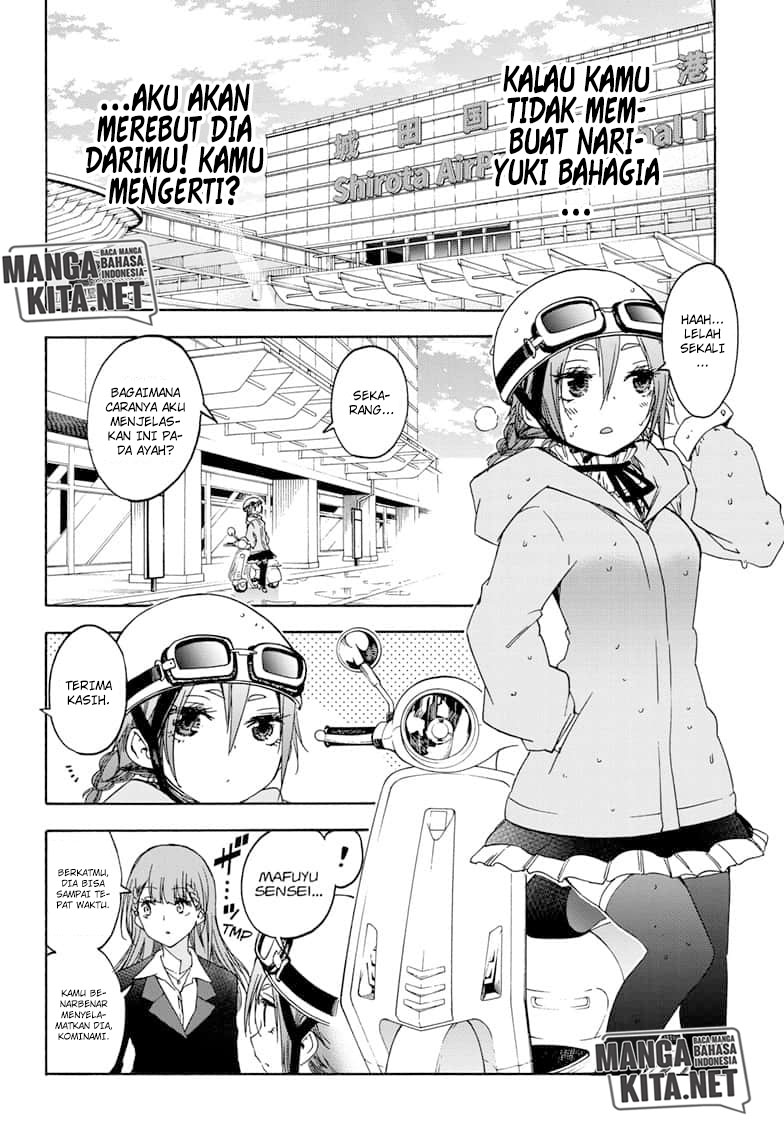 KALAU KAMU
TIDAK MEM-
BUAT NARI-
YUKI BAHAGIA
...
...AKU AKAN
MEREBUT DIA
DARIMU! KAMU
MENGERTI?
城田国 港
Shirota AirP nal 1
MANGA
KITA.NET
BACA MANGA
BAHASA
INDONESIA
HAAH...
LELAH
SEKALI
...
SEKA-
RANG...
BAGAIMANA
CARANYA AKU
MENJELAS-
KAN INI PA-
DA AYAH?
TERIMA
KASIH.
!
MAFUYU
SENSEI...
ザッ
TMP
BERKATMU,
DIA BISA
SAMPAI TE-
PAT WAKTU.
KAMU BE-
NARBENAR
MENYELA-
MATKAN DIA,
KOMINAMI.
MANGA
KITA.NET
BACA MANGA
BAHASA
INDONESIA